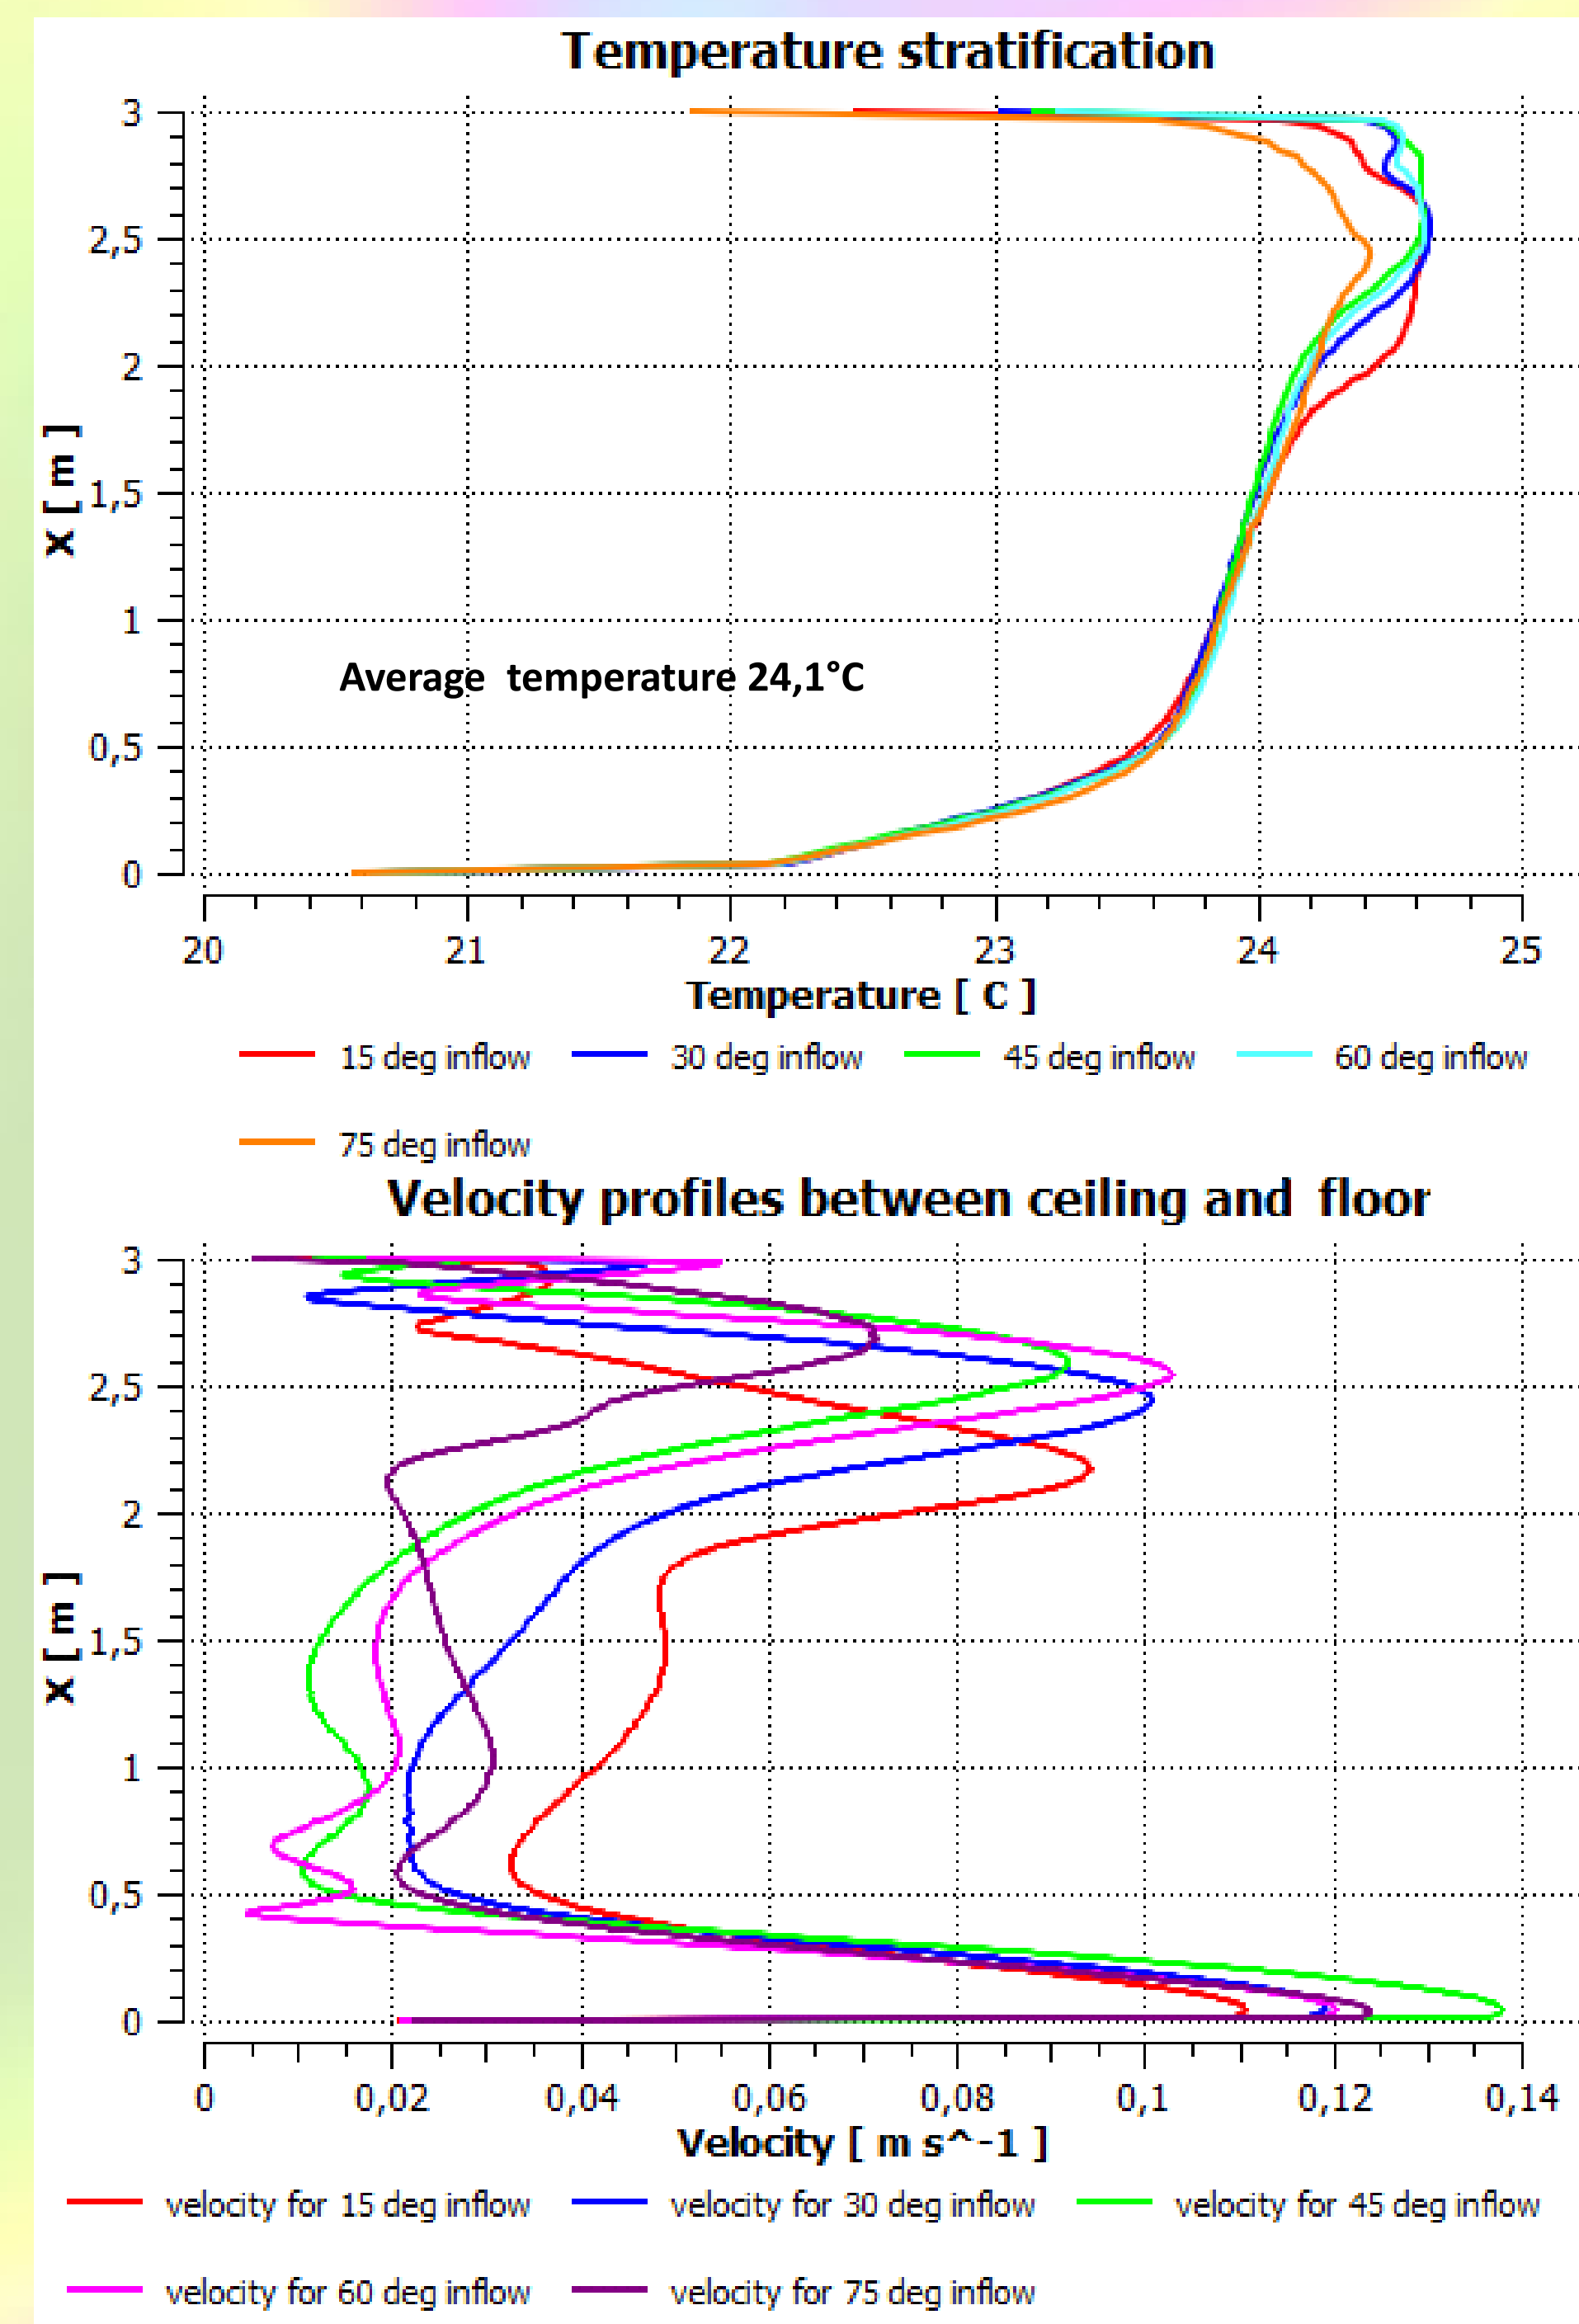 Temperature stratification
3
2,5
2
1,5
1
0,5
0
X [ m ]
Average temperature 24,1°C
20 21 22 23 24 25
Temperature [ C ]
15 deg inflow 30 deg inflow 45 deg inflow 60 deg inflow
75 deg inflow
Velocity profiles between ceiling and floor
3
2,5
2
1,5
1
0,5
0
X [ m ]
0 0,02 0,04 0,06 0,08 0,1 0,12 0,14
Velocity [ m s^-1 ]
velocity for 15 deg inflow velocity for 30 deg inflow velocity for 45 deg inflow
velocity for 60 deg inflow velocity for 75 deg inflow